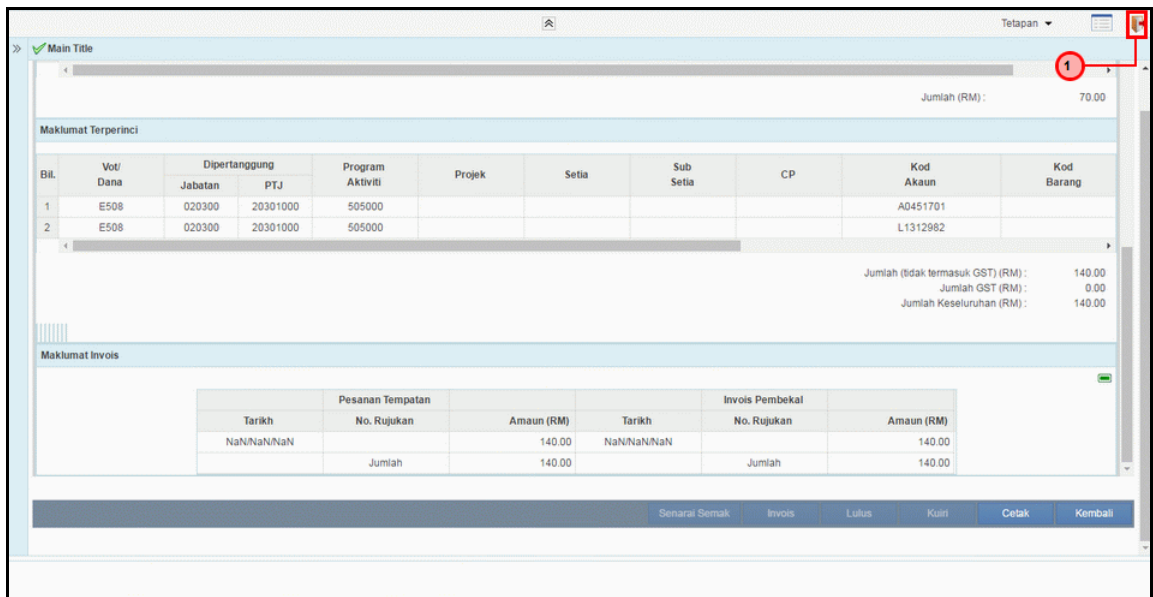 Tetapan
Main Title
1
Jumlah (RM) : 70.00
Maklumat Terperinci
Bil. Vot/ Dana Dipertanggung Program Aktiviti Projek Setia Sub Setia CP Kod Akaun Kod Barang
Jabatan PTJ
1 E508 020300 20301000 505000 A0451701
2 E508 020300 20301000 505000 L1312982
Jumlah (tidak termasuk GST) (RM) : 140.00
Jumlah GST (RM) : 0.00
Jumlah Keseluruhan (RM) : 140.00
Maklumat Invois
Pesanan Tempatan Invois Pembekal
Tarikh No. Rujukan Amaun (RM) Tarikh No. Rujukan Amaun (RM)
NaN/NaN/NaN 140.00 NaN/NaN/NaN 140.00
Jumlah 140.00 Jumlah 140.00
Senarai Semak Invois Lulus Kuiri Cetak Kembali